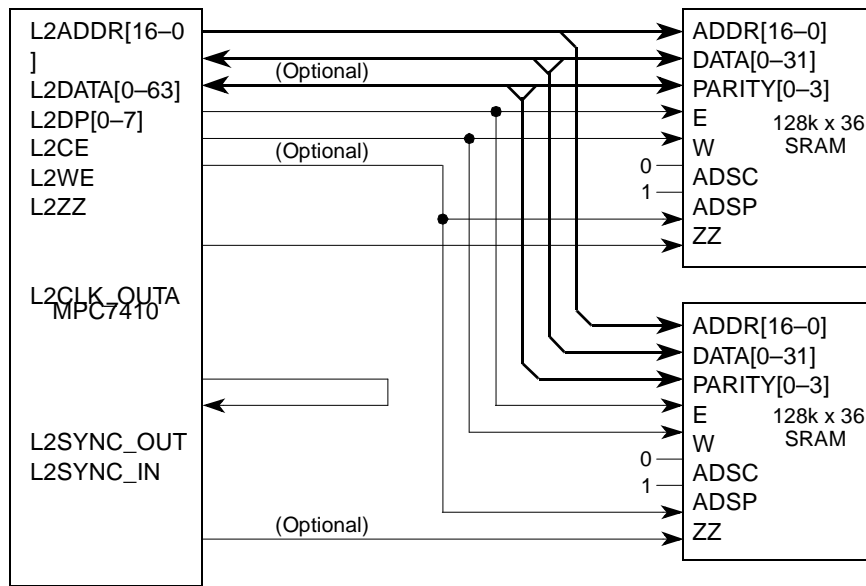 L2ADDR[16–0
]
L2DATA[0–63]
L2DP[0–7]
L2CE
L2WE
L2ZZ
L2CLK_OUTA
MPC7410
L2SYNC_OUT
L2SYNC_IN
(Optional)
(Optional)
(Optional)
ADDR[16–0]
DATA[0–31]
PARITY[0–3]
E
128k x 36
W
SRAM
0
ADSC
1
ADSP
ZZ
ADDR[16–0]
DATA[0–31]
PARITY[0–3]
E
128k x 36
W
SRAM
0
ADSC
1
ADSP
ZZ